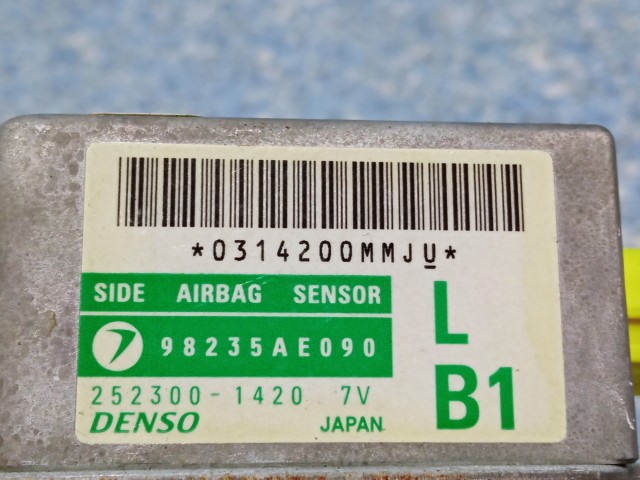 *0314200MMJU*
SIDE AIRBAG SENSOR
98235AE090
252300-1420 7V
DENSO JAPAN
L
B1